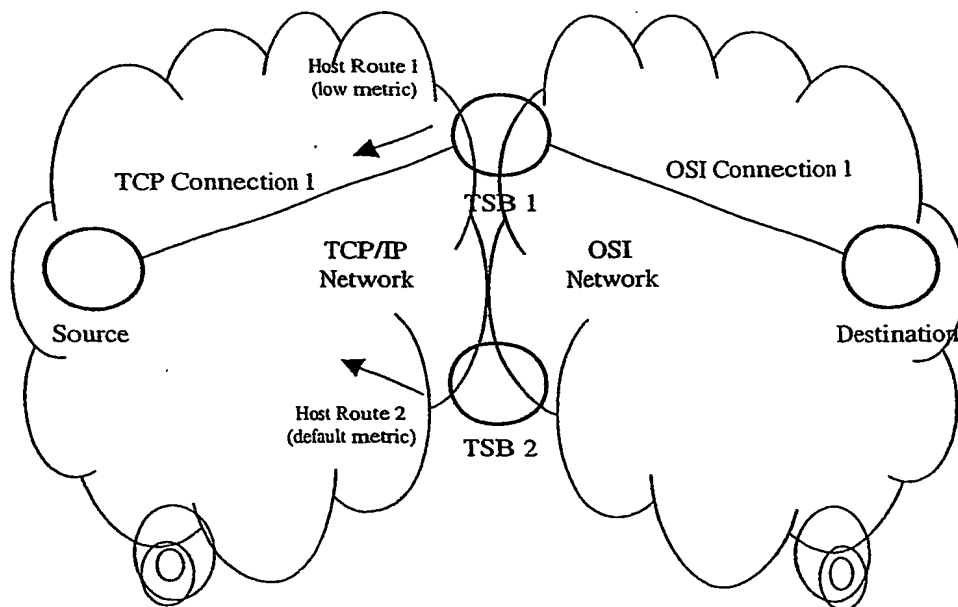 Host Route 1
(low metric)
TCP Connection 1
OSI Connection 1
TSB 1
TCP/IP
Network
OSI
Network
Source
Destination
Host Route 2
(default metric)
TSB 2